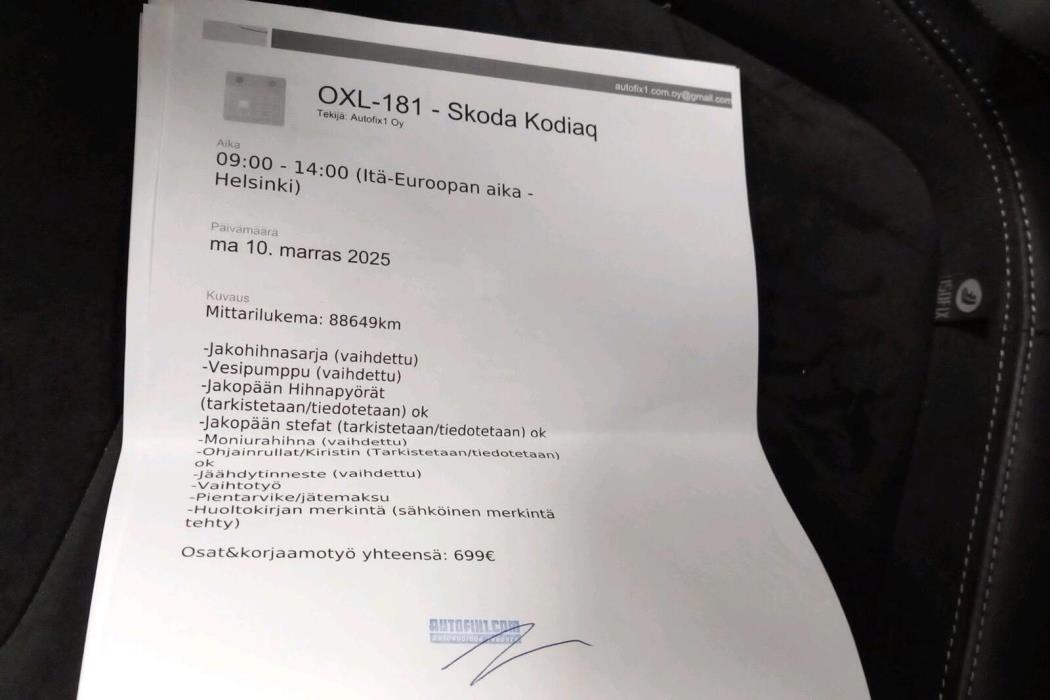 autofix1.com.oy@gmail.com
OXL-181 - Skoda Kodiaq
Tekijä: Autofix1 Oy
Aika
09:00 - 14:00 (Itä-Euroopan aika -
Helsinki)
Päivämäärä
ma 10. marras 2025
Kuvaus
Mittarilukema: 88649km
-Jakohihnasarja (vaihdettu)
-Vesipumppu (vaihdettu)
-Jakopään Hihnapyörät
(tarkistetaan/tiedotetaan) ok
-Jakopään stefat (tarkistetaan/tiedotetaan) ok
-Moniurahihna (vaihdettu)
-Ohjainrullat/Kiristin (Tarkistetaan/tiedotetaan)
ok
-Jäähdytinneste (vaihdettu)
-Vaihtotyö
-Pientarvike/jätemaksu
-Huoltokirjan merkintä (sähköinen merkintä
tehty)
Osat&korjaamotyö yhteensä: 699€
AUTOFIX1.COM
ISOFIX